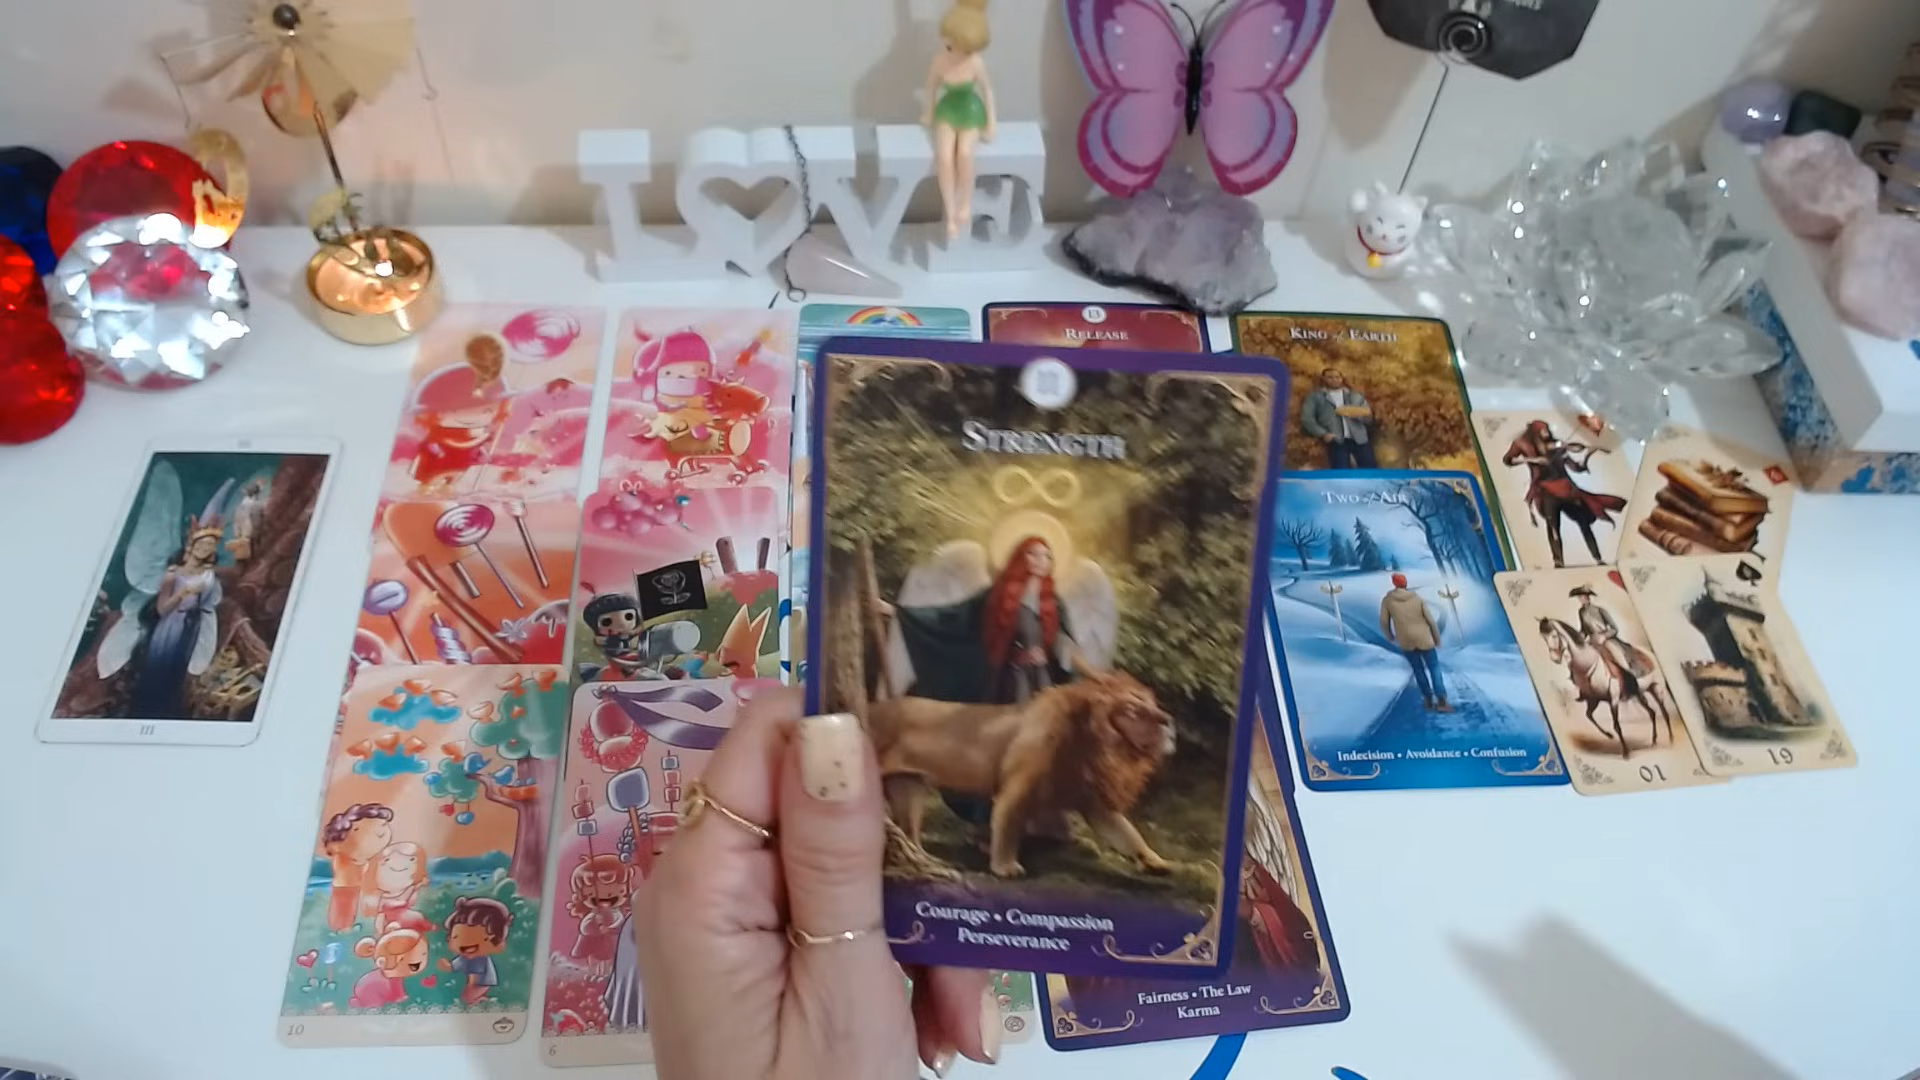 LOVE
13
RELEASE
KING of EARTH
STRENGTH
TWO of AIR
Indecision • Avoidance • Confusion
III
10
19
Courage • Compassion
Perseverance
Fairness • The Law
Karma
10
6